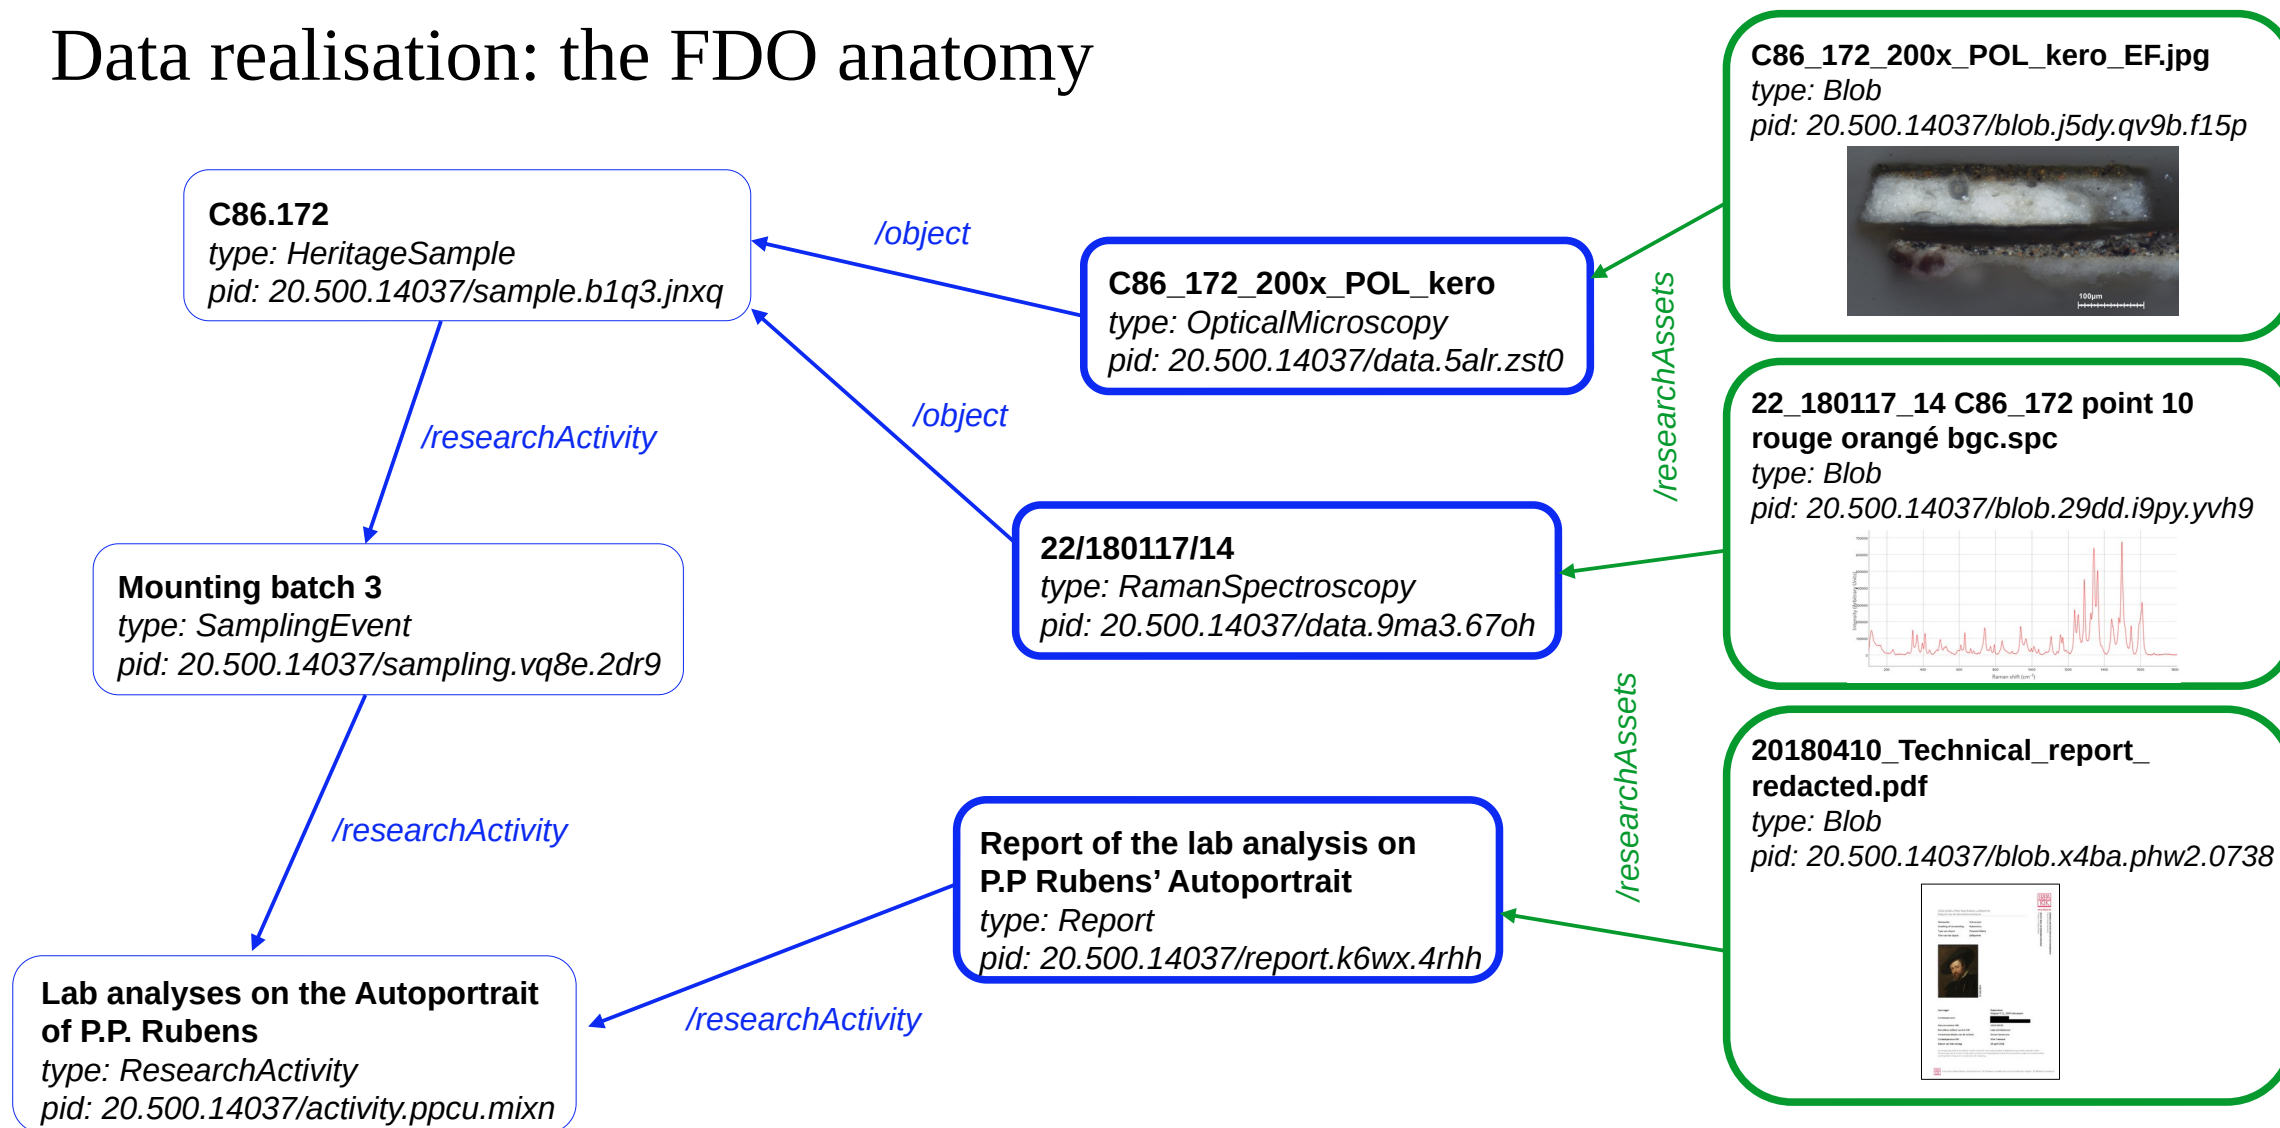 Data realisation: the FDO anatomy
C86.172
type: HeritageSample
pid: 20.500.14037/sample.b1q3.jnxq
/object
/researchActivity
/object
Mounting batch 3
type: SamplingEvent
pid: 20.500.14037/sampling.vq8e.2dr9
/researchActivity
Lab analyses on the Autoportrait
of P.P. Rubens
type: ResearchActivity
pid: 20.500.14037/activity.ppcu.mixn
C86_172_200x_POL_kero
type: OpticalMicroscopy
pid: 20.500.14037/data.5alr.zst0
22/180117/14
type: RamanSpectroscopy
pid: 20.500.14037/data.9ma3.67oh
Report of the lab analysis on
P.P Rubens’ Autoportrait
type: Report
pid: 20.500.14037/report.k6wx.4rhh
/researchActivity
/researchAssets
/researchAssets
C86_172_200x_POL_kero_EF.jpg
type: Blob
pid: 20.500.14037/blob.j5dy.qv9b.f15p
100µm
22_180117_14 C86_172 point 10
rouge orangé bgc.spc
type: Blob
pid: 20.500.14037/blob.29dd.i9py.yvh9
Raman shift (cm⁻¹)
20180410_Technical_report_
redacted.pdf
type: Blob
pid: 20.500.14037/blob.x4ba.phw2.0738